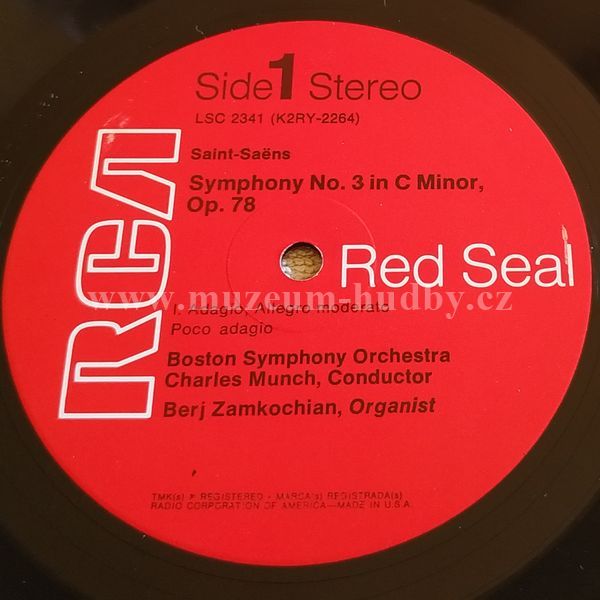 Side 1 Stereo
LSC 2341 (K2RY-2264)
Saint-Saëns
Symphony No. 3 in C Minor,
Op. 78
RCA
Red Seal
www.muzeum-hudby.cz
I. Adagio, Allegro moderato
Poco adagio
Boston Symphony Orchestra
Charles Munch, Conductor
Berj Zamkochian, Organist
TMK(s) ® REGISTERED - MARCA(s) REGISTRADA(s)
RADIO CORPORATION OF AMERICA—MADE IN U.S.A.